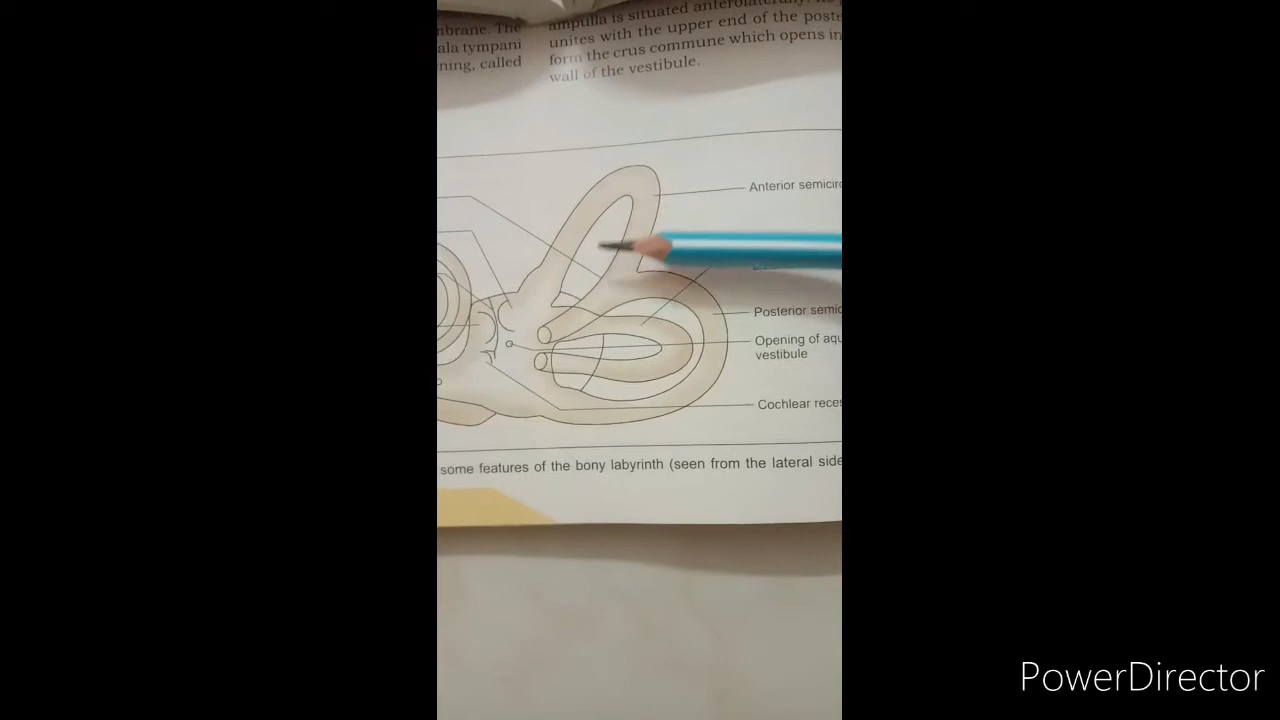 nbrane. The
ala tympani
ning, called
ampulla is situated anterolaterally.
unites with the upper end of the poste
form the crus commune which opens in
wall of the vestibule.
Anterior semicirc
Posterior semic
Opening of aqu
vestibule
Cochlear reces
some features of the bony labyrinth (seen from the lateral side
PowerDirector